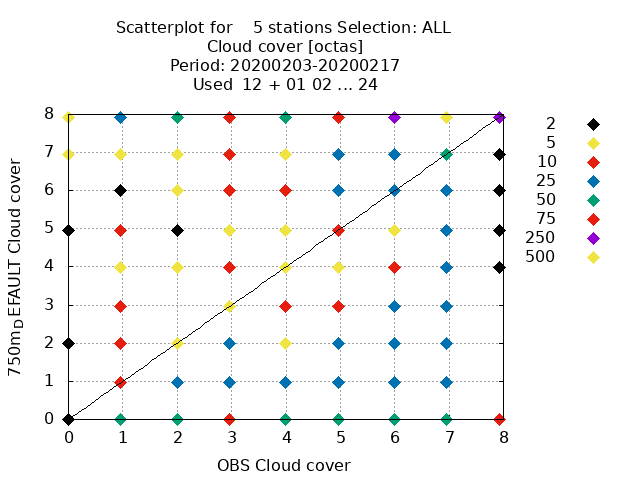 Scatterplot for 5 stations Selection: ALL
Cloud cover [octas]
Period: 20200203-20200217
Used 12 + 01 02 ... 24
750m_DEFAULT Cloud cover
8
7
6
5
4
3
2
1
0
0 1 2 3 4 5 6 7 8
OBS Cloud cover
2
5
10
25
50
75
250
500